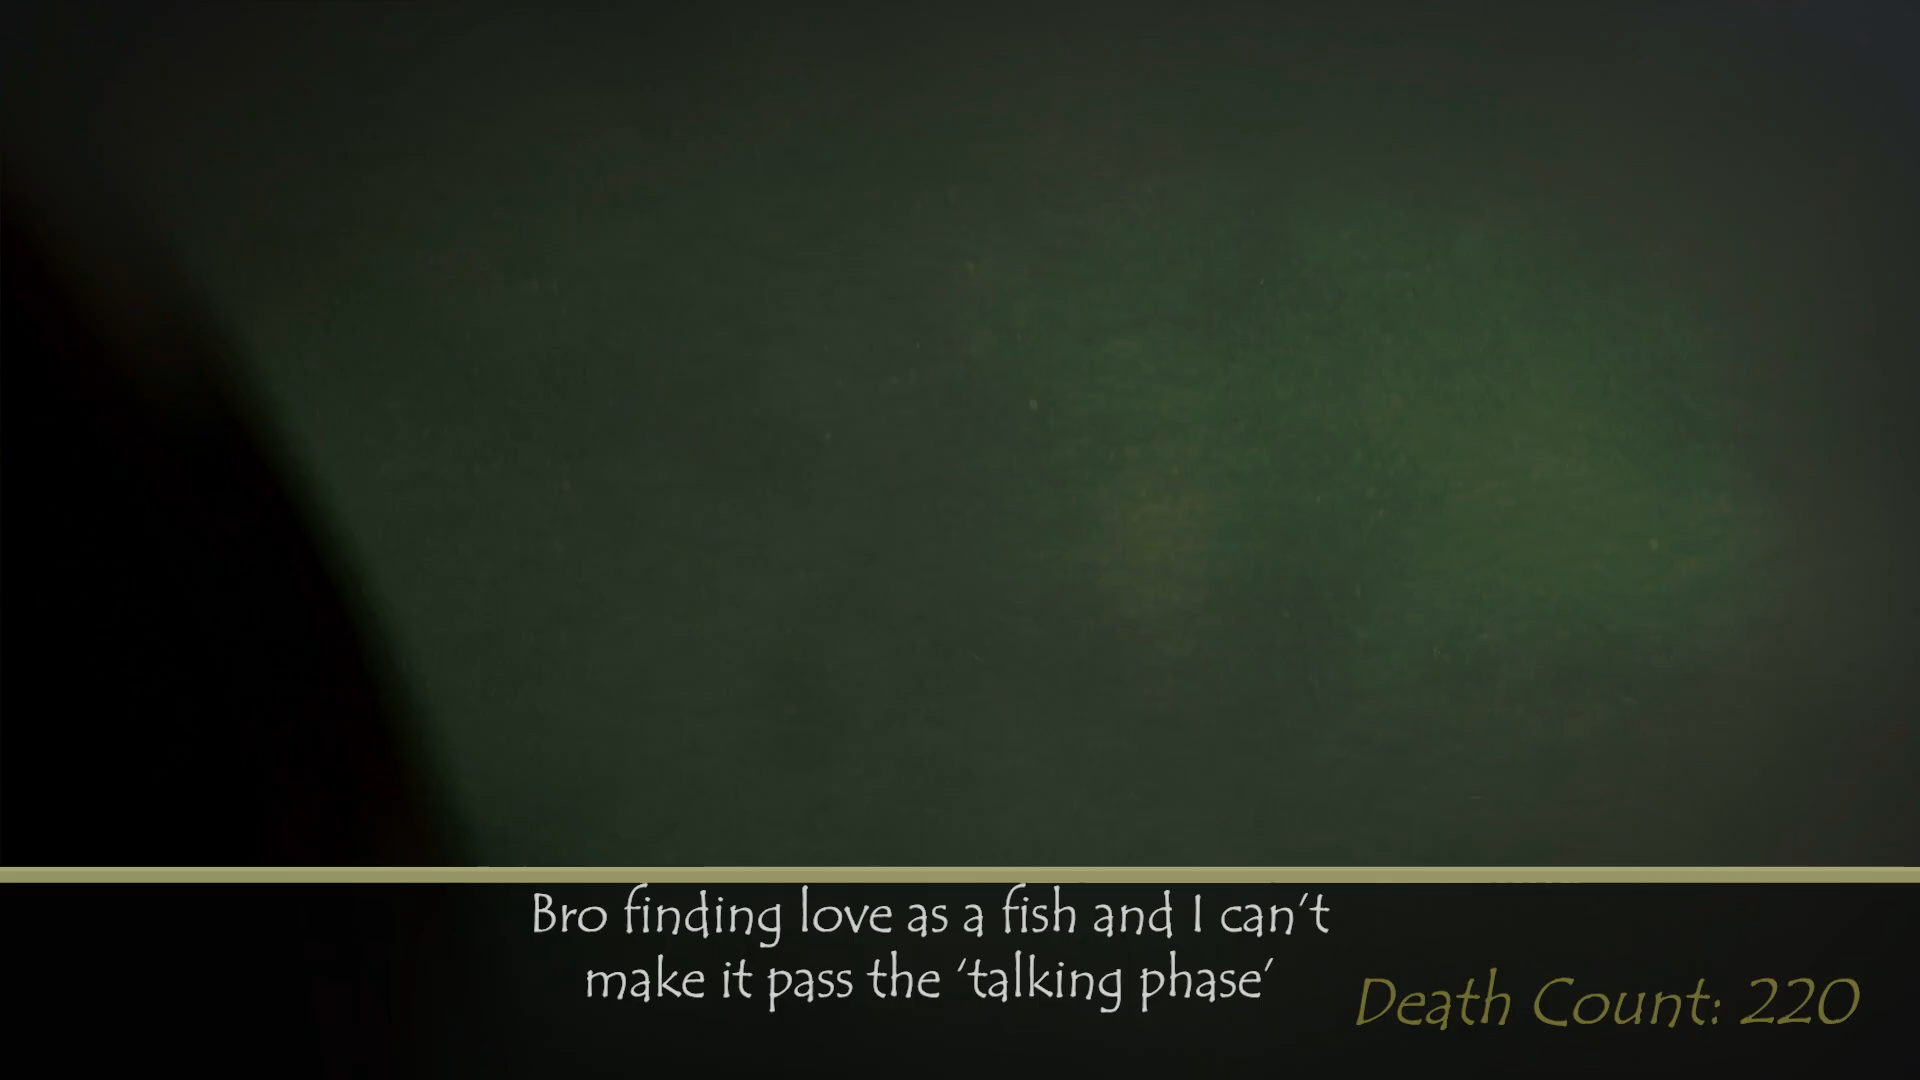 Bro finding love as a fish and I can't
make it pass the 'talking phase'
Death Count: 220